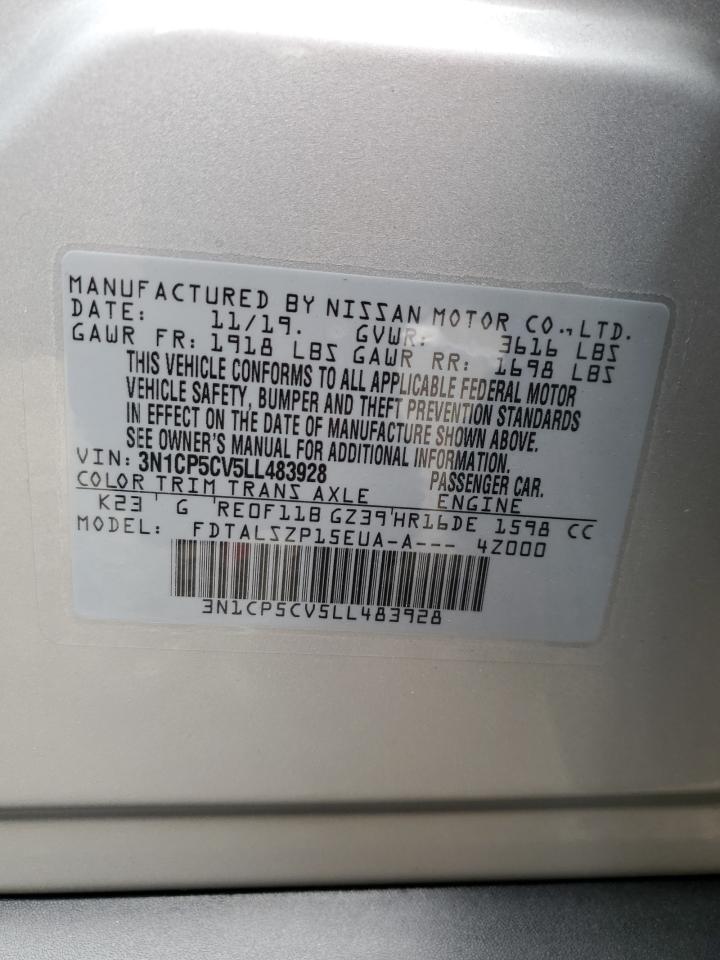 MANUFACTURED BY NISSAN MOTOR CO., LTD.
DATE: 11/19. GVWR: 3616 LBS
GAWR FR: 1918 LBS GAWR RR: 1698 LBS
THIS VEHICLE CONFORMS TO ALL APPLICABLE FEDERAL MOTOR
VEHICLE SAFETY, BUMPER AND THEFT PREVENTION STANDARDS
IN EFFECT ON THE DATE OF MANUFACTURE SHOWN ABOVE.
SEE OWNER'S MANUAL FOR ADDITIONAL INFORMATION.
VIN: 3N1CP5CV5LL483928 PASSENGER CAR.
COLOR TRIM TRANS AXLE ENGINE
K23 ' G 'RE0F11B GZ39'HR16DE 1598 CC
MODEL: FDTALSZP15EUA-A--- 4Z000
3N1CP5CV5LL483928